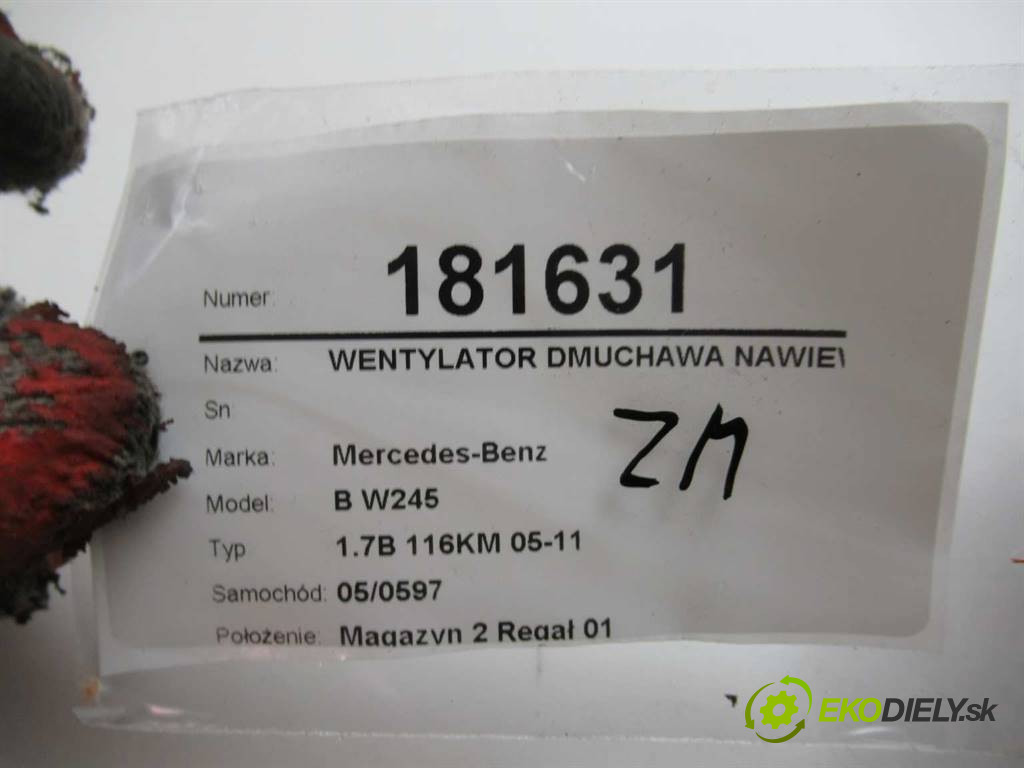 Numer: 181631
Nazwa: WENTYLATOR DMUCHAWA NAWIEW
Sn
ZM
Marka: Mercedes-Benz
Model: B W245
Typ 1.7B 116KM 05-11
Samochód: 05/0597
Położenie: Magazyn 2 Regał 01
EKODIELY.sk